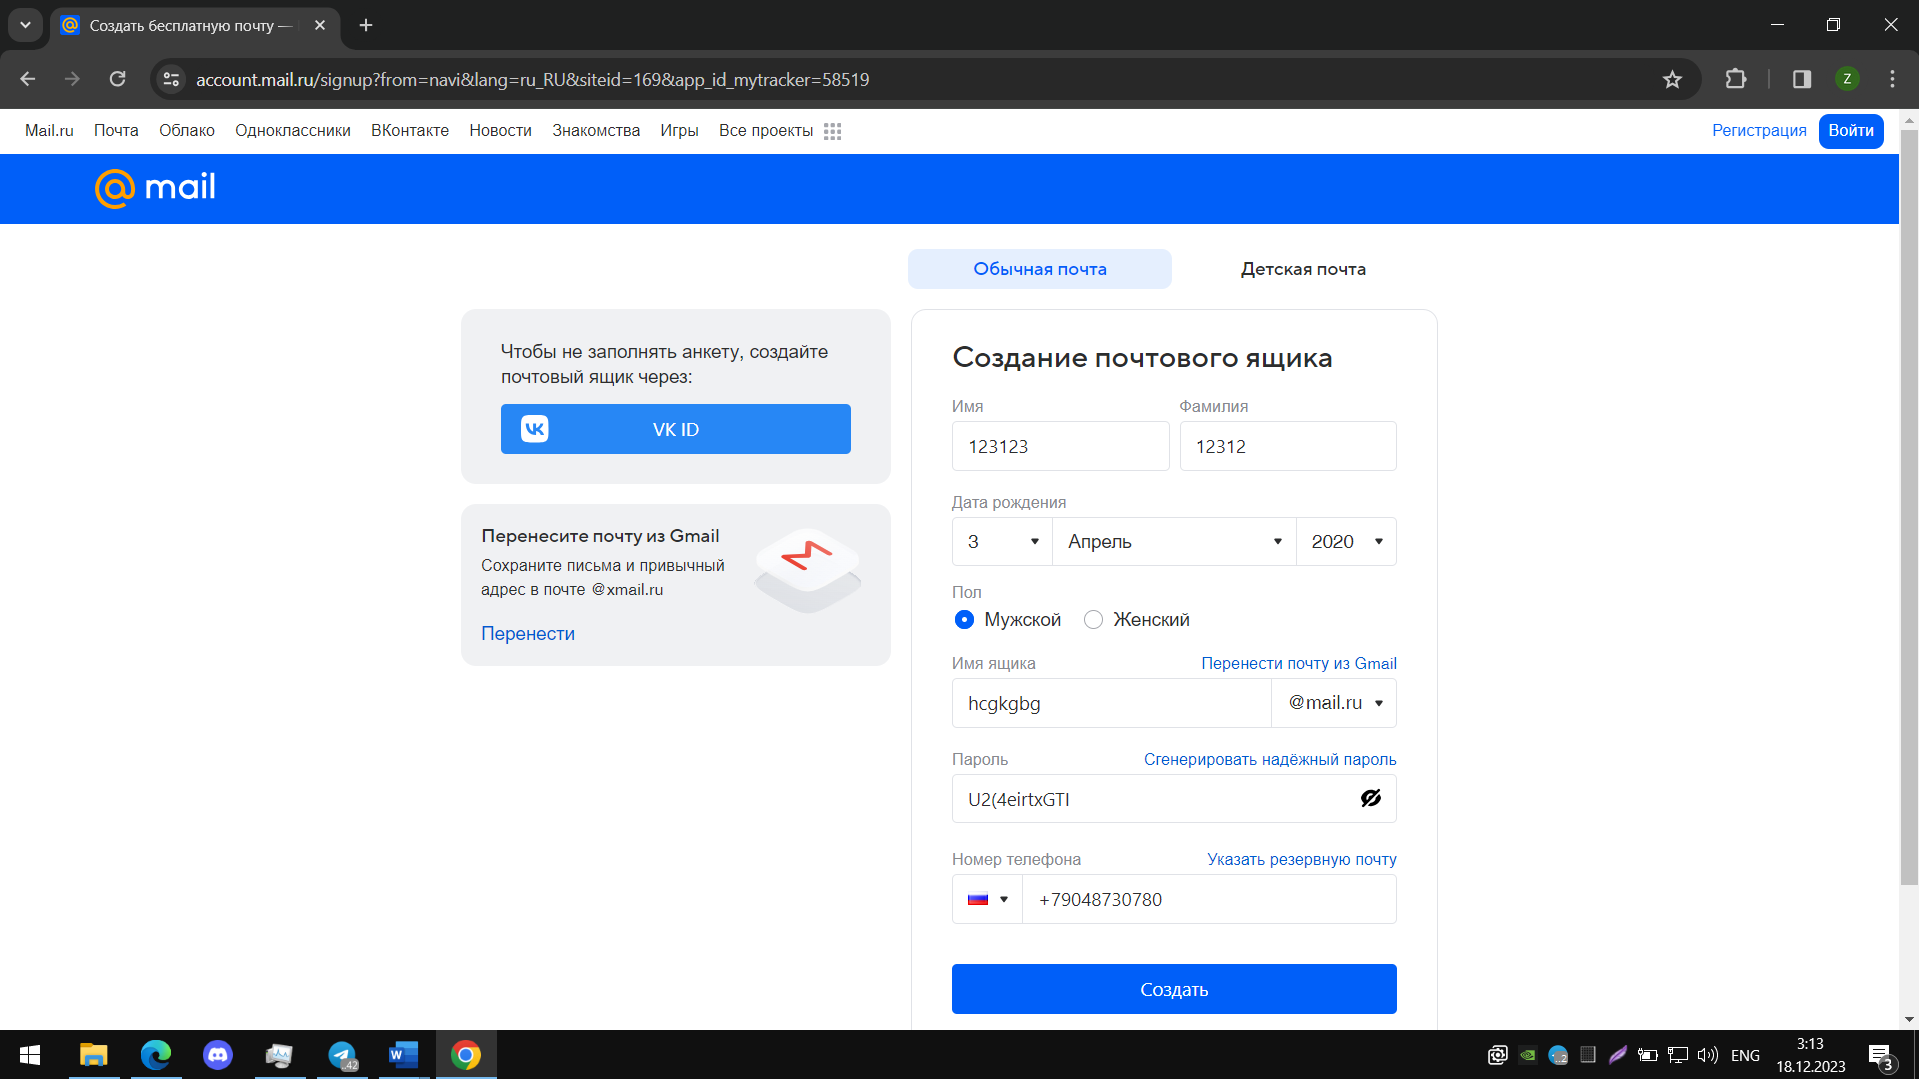 Создать бесплатную почту —
account.mail.ru/signup?from=navi&lang=ru_RU&siteid=169&app_id_mytracker=58519
Z
Mail.ru Почта Облако Одноклассники ВКонтакте Новости Знакомства Игры Все проекты
Регистрация Войти
@mail
Обычная почта Детская почта
Чтобы не заполнять анкету, создайте
почтовый ящик через:
VK ID
Перенесите почту из Gmail
Сохраните письма и привычный
адрес в почте @xmail.ru
Перенести
Создание почтового ящика
Имя Фамилия
123123 12312
Дата рождения
3 Апрель 2020
Пол
Мужской Женский
Имя ящика Перенести почту из Gmail
hcgkgbg @mail.ru
Пароль Сгенерировать надёжный пароль
U2(4eirtxGTI
Номер телефона Указать резервную почту
+79048730780
Создать
42
W
..2
ENG
3:13
18.12.2023
3